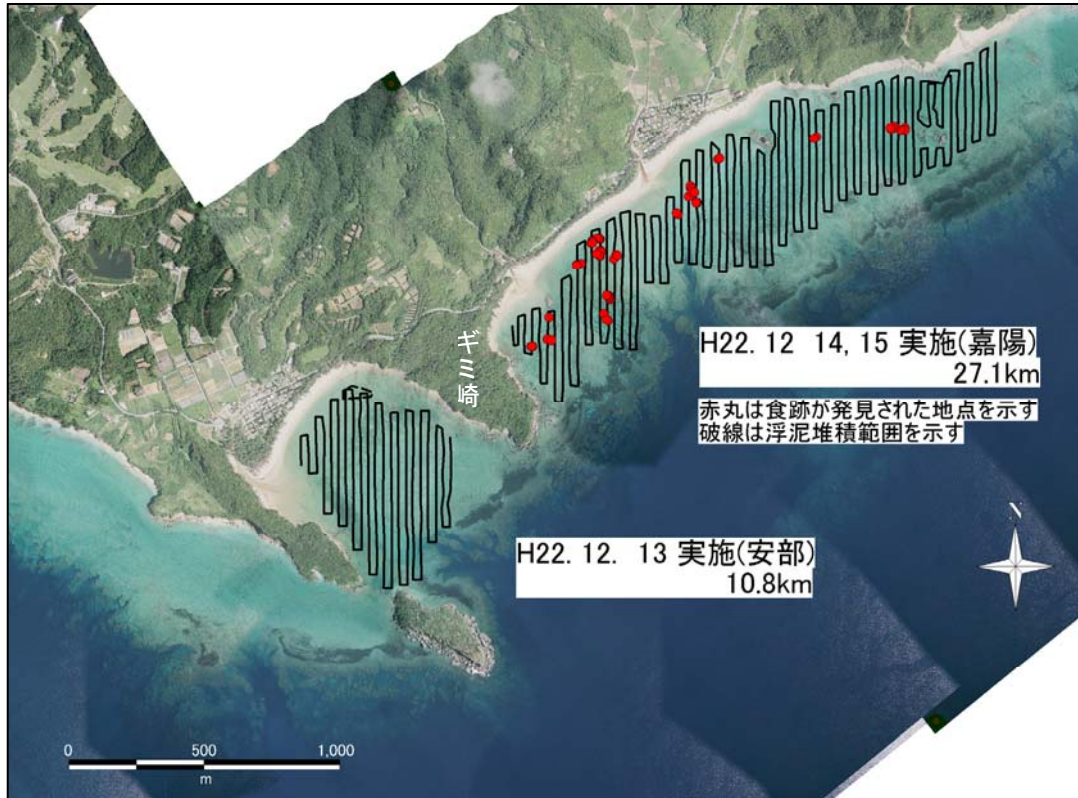 ギミ崎
H22.12 14,15 実施(嘉陽)
27.1km
赤丸は食跡が発見された地点を示す
破線は浮泥堆積範囲を示す
N
H22.12. 13 実施(安部)
10.8km
0 500 1,000
m